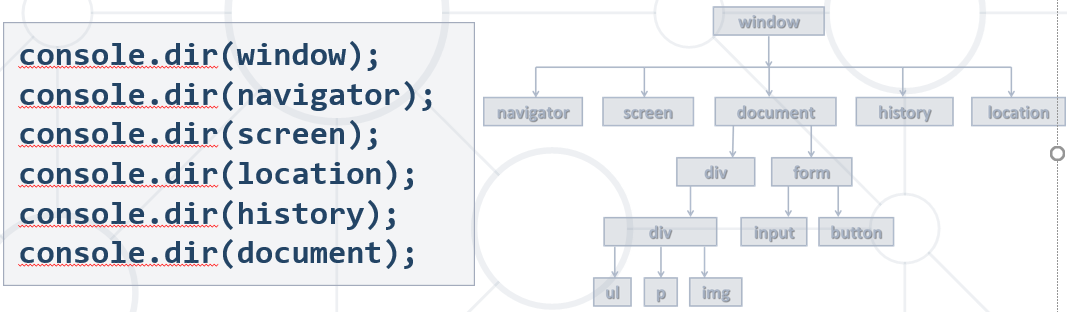 console.dir(window);
console.dir(navigator);
console.dir(screen);
console.dir(location);
console.dir(history);
console.dir(document);
window
navigator screen document history location
div form
div input button
ul p img